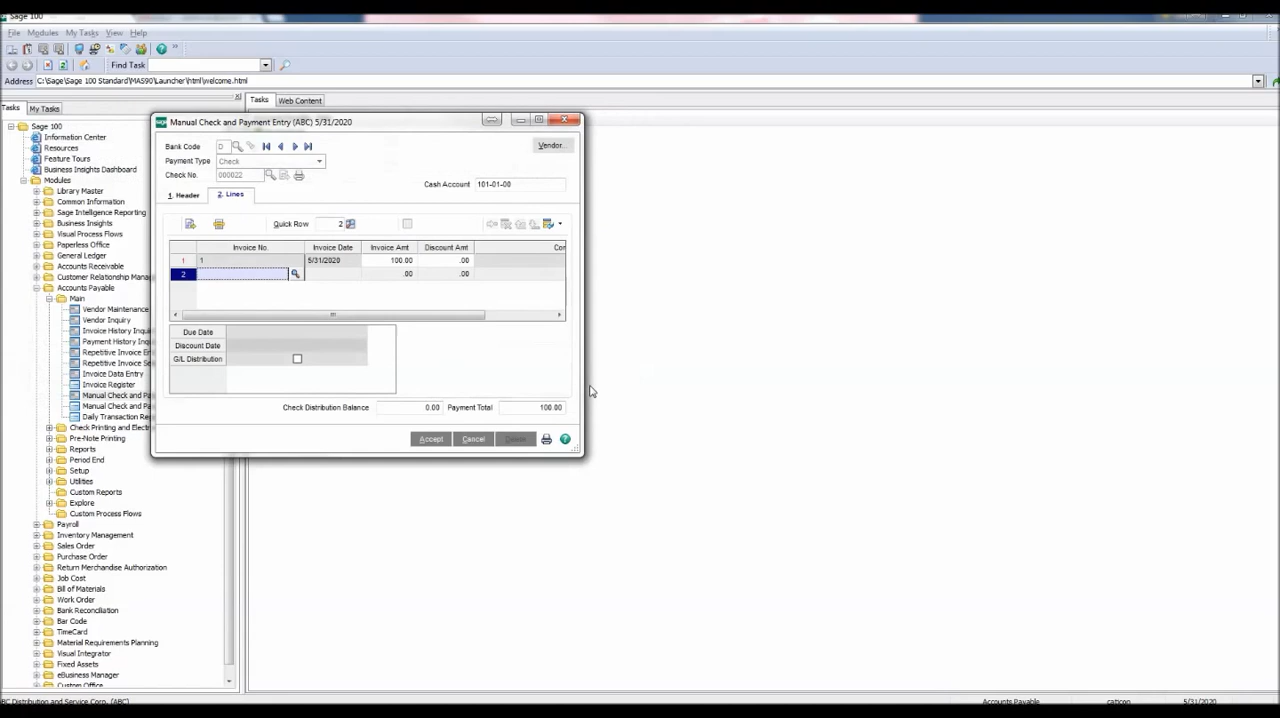 Sage 100
File Modules My Tasks View Help
Find Task
Address C:\Sage\Sage 100 Standard\MAS90\Launcher\html\welcome.html
Tasks My Tasks
Tasks Web Content
Sage 100
Information Center
Resources
Feature Tours
Business Insights Dashboard
Modules
Library Master
Common Information
Sage Intelligence Reporting
Business Insights
Visual Process Flows
Paperless Office
General Ledger
Accounts Receivable
Customer Relationship Mana
Accounts Payable
Main
Vendor Maintenance
Vendor Inquiry
Invoice History Inqui
Payment History Inqui
Repetitive Invoice En
Repetitive Invoice Se
Invoice Data Entry
Invoice Register
Manual Check and Pa
Manual Check and Pa
Daily Transaction Re
Check Printing and Electr
Pre-Note Printing
Reports
Period End
Setup
Utilities
Custom Reports
Explore
Custom Process Flows
Payroll
Inventory Management
Sales Order
Purchase Order
Return Merchandise Authorization
Job Cost
Bill of Materials
Work Order
Bank Reconciliation
Bar Code
TimeCard
Material Requirements Planning
Visual Integrator
Fixed Assets
eBusiness Manager
Custom Office
Manual Check and Payment Entry (ABC) 5/31/2020
Bank Code D
Vendor...
Payment Type Check
Check No. 000022
Cash Account 101-01-00
1. Header 2. Lines
Quick Row 2
Invoice No. Invoice Date Invoice Amt Discount Amt Cor
1 1 5/31/2020 100.00 .00
2 .00 .00
Due Date
Discount Date
G/L Distribution
Check Distribution Balance 0.00 Payment Total 100.00
Accept Cancel Delete
BC Distribution and Service Corp. (ABC) Accounts Payable 5/31/2020